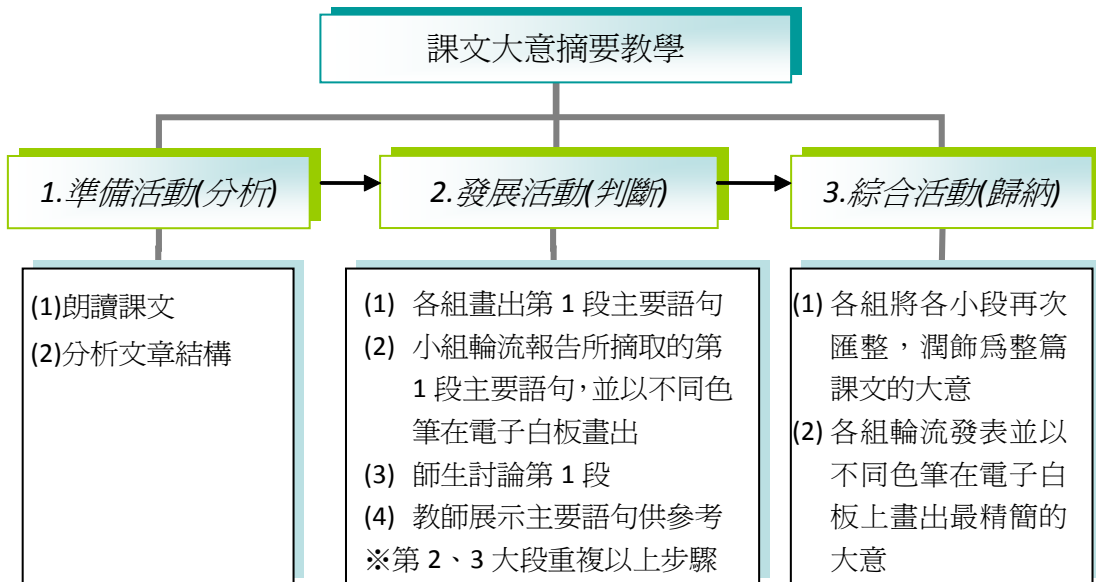 課文大意摘要教學
1.準備活動(分析)
2.發展活動(判斷)
3.綜合活動(歸納)
(1)朗讀課文
(2)分析文章結構
(1) 各組畫出第 1 段主要語句
(2) 小組輪流報告所摘取的第
1 段主要語句，並以不同色
筆在電子白板畫出
(3) 師生討論第 1 段
(4) 教師展示主要語句供參考
※第 2、3 大段重複以上步驟
(1) 各組將各小段再次
匯整，潤飾為整篇
課文的大意
(2) 各組輪流發表並以
不同色筆在電子白
板上畫出最精簡的
大意